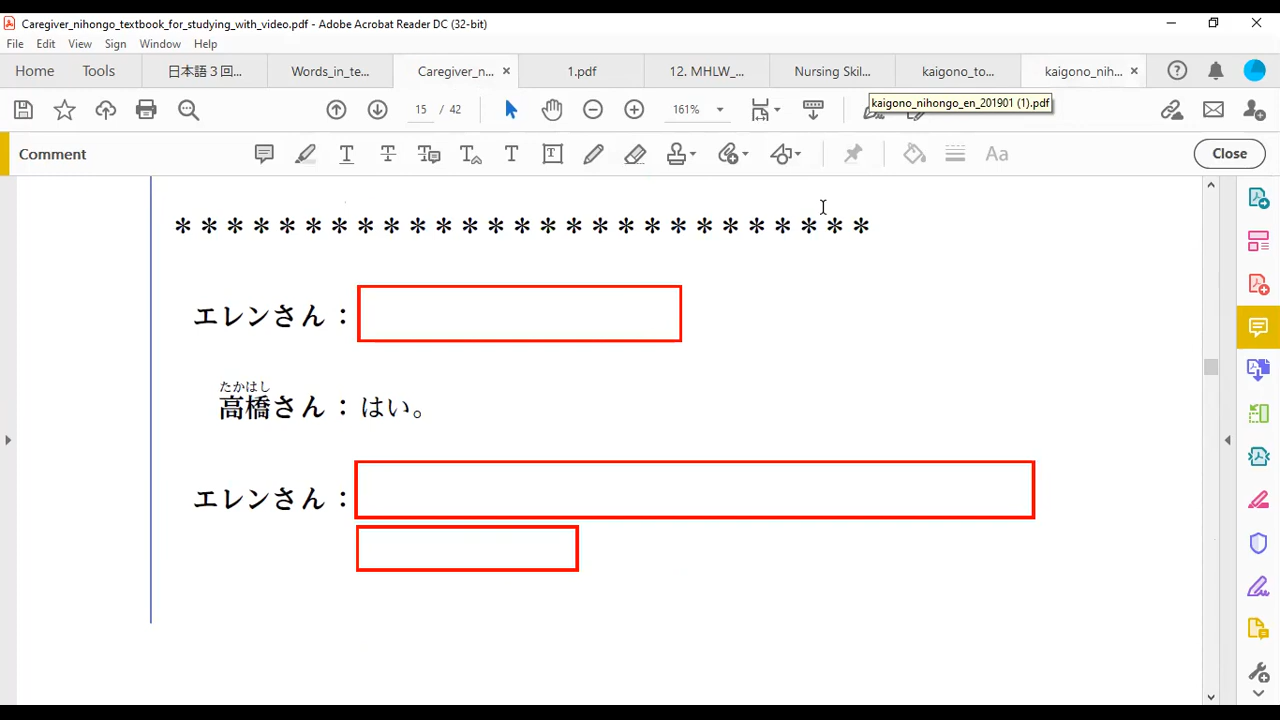 Caregiver_nihongo_textbook_for_studying_with_video.pdf - Adobe Acrobat Reader DC (32-bit)
File Edit View Sign Window Help
Home Tools 日本語3回... Words_in_te... Caregiver_n... 1.pdf 12. MHLW_... Nursing Skil... kaigono_to... kaigono_nih...
15 / 42 161% kaigono_nihongo_en_201901 (1).pdf
Comment Close
* * * * * * * * * * * * * * * * * * * * * * * * * * *
エレンさん：
たかはし
高橋さん：はい。
エレンさん：